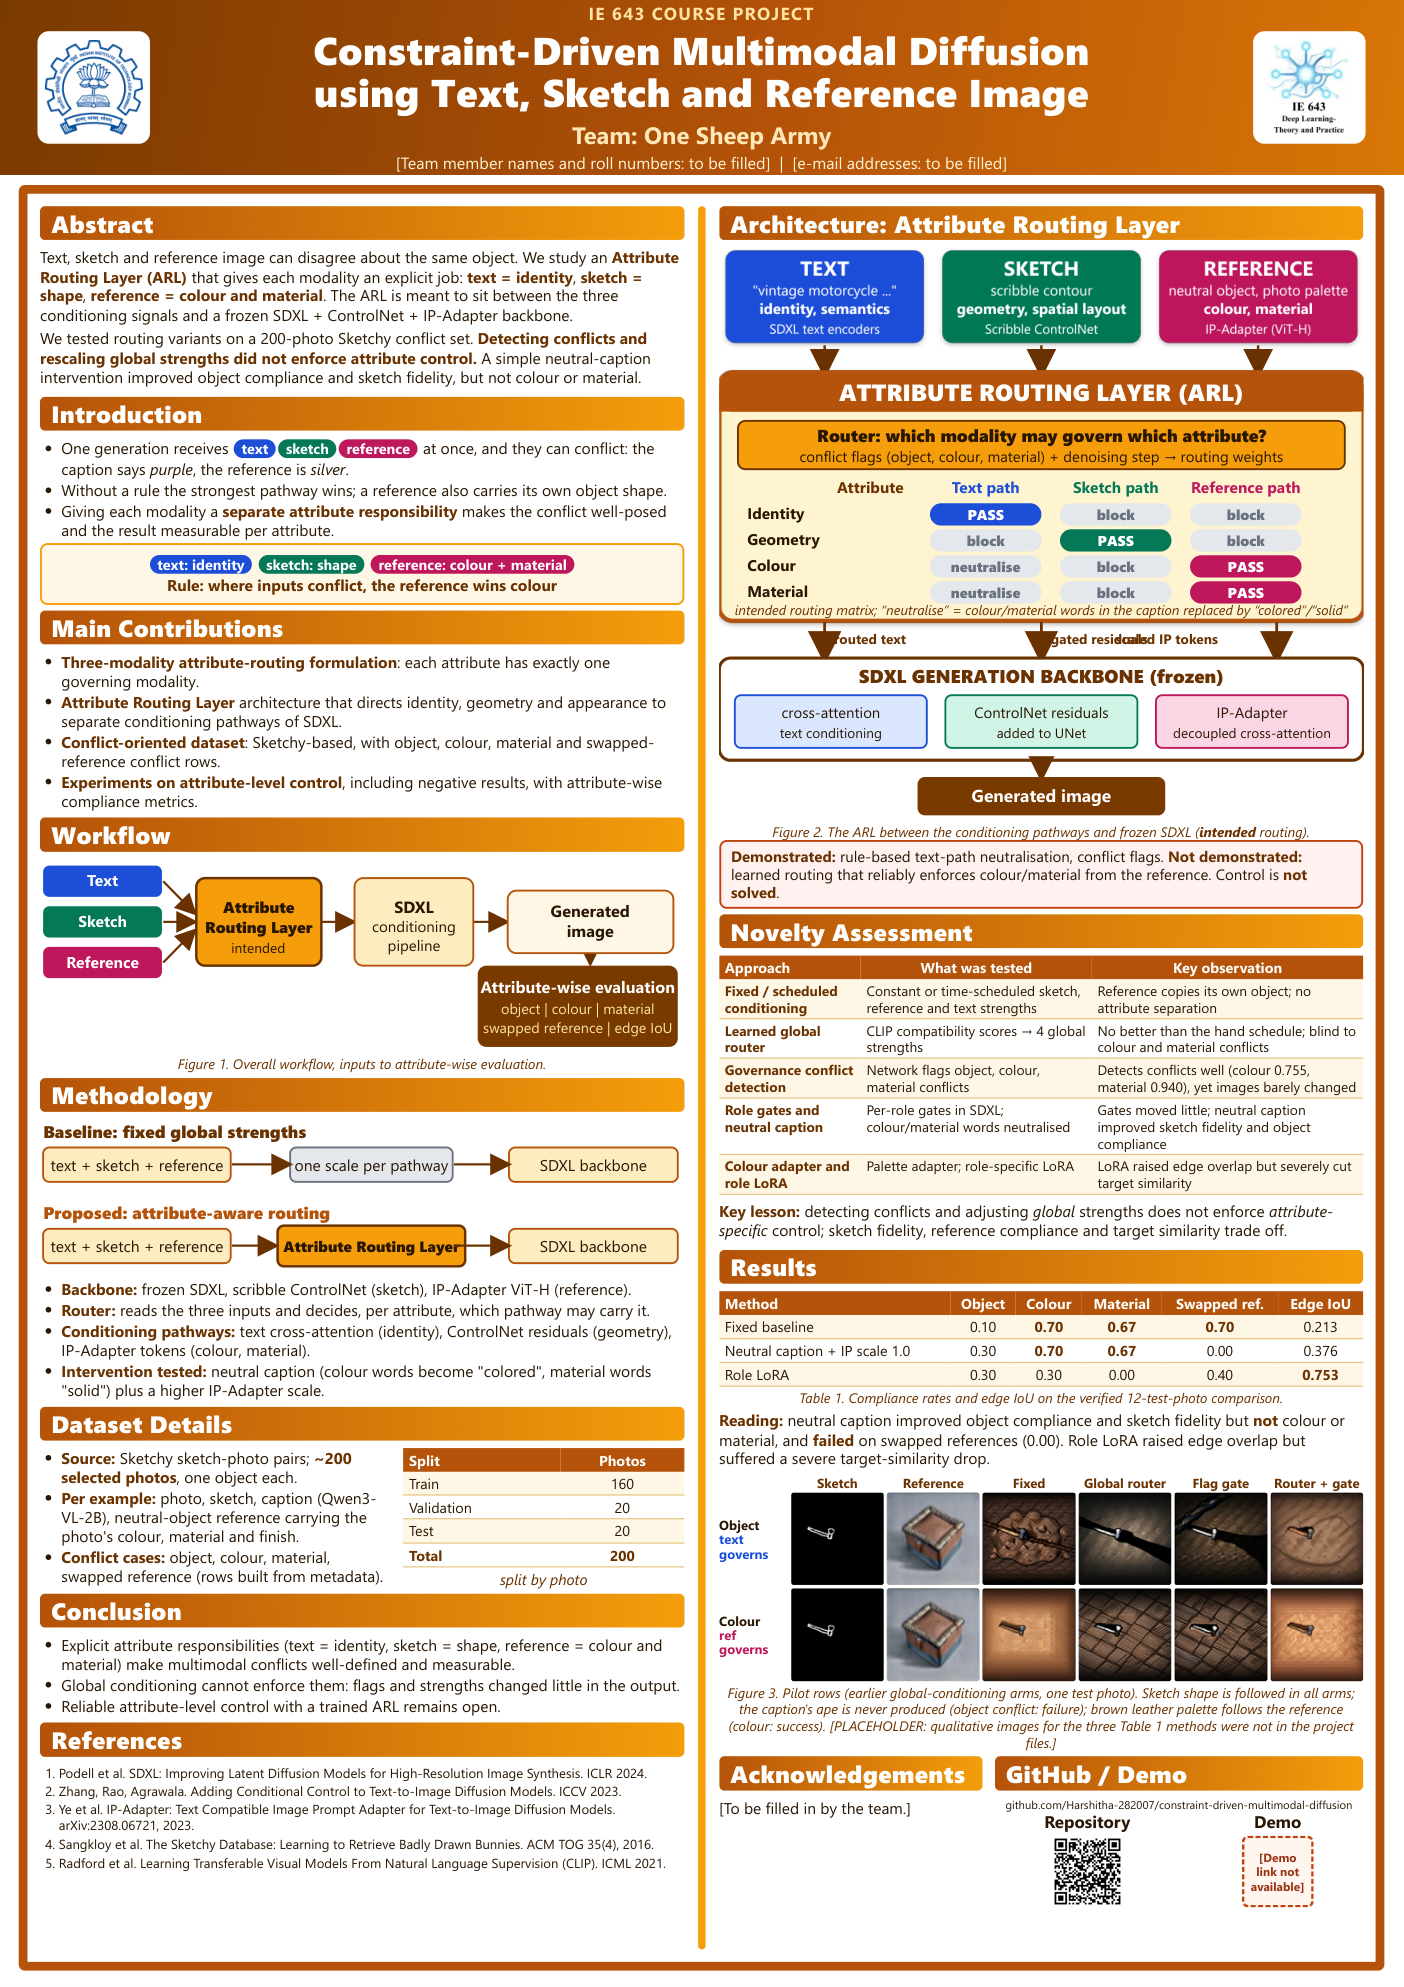 IE 643 COURSE PROJECT
Constraint-Driven Multimodal Diffusion
using Text, Sketch and Reference Image
Team: One Sheep Army
[Team member names and roll numbers: to be filled] | [e-mail addresses: to be filled]
IE 643
Deep Learning-
Theory and Practice
Abstract
Text, sketch and reference image can disagree about the same object. We study an Attribute
Routing Layer (ARL) that gives each modality an explicit job: text = identity, sketch =
shape, reference = colour and material. The ARL is meant to sit between the three
conditioning signals and a frozen SDXL + ControlNet + IP-Adapter backbone.
We tested routing variants on a 200-photo Sketchy conflict set. Detecting conflicts and
rescaling global strengths did not enforce attribute control. A simple neutral-caption
intervention improved object compliance and sketch fidelity, but not colour or material.
Introduction
• One generation receives text sketch reference at once, and they can conflict: the
caption says purple, the reference is silver.
• Without a rule the strongest pathway wins; a reference also carries its own object shape.
• Giving each modality a separate attribute responsibility makes the conflict well-posed
and the result measurable per attribute.
text: identity sketch: shape reference: colour + material
Rule: where inputs conflict, the reference wins colour
Main Contributions
• Three-modality attribute-routing formulation: each attribute has exactly one
governing modality.
• Attribute Routing Layer architecture that directs identity, geometry and appearance to
separate conditioning pathways of SDXL.
• Conflict-oriented dataset: Sketchy-based, with object, colour, material and swapped-
reference conflict rows.
• Experiments on attribute-level control, including negative results, with attribute-wise
compliance metrics.
Workflow
Text
Sketch
Reference
Attribute
Routing Layer
intended
SDXL
conditioning
pipeline
Generated
image
Attribute-wise evaluation
object | colour | material
swapped reference | edge IoU
Figure 1. Overall workflow, inputs to attribute-wise evaluation.
Methodology
Baseline: fixed global strengths
text + sketch + reference one scale per pathway SDXL backbone
Proposed: attribute-aware routing
text + sketch + reference Attribute Routing Layer SDXL backbone
• Backbone: frozen SDXL, scribble ControlNet (sketch), IP-Adapter ViT-H (reference).
• Router: reads the three inputs and decides, per attribute, which pathway may carry it.
• Conditioning pathways: text cross-attention (identity), ControlNet residuals (geometry),
IP-Adapter tokens (colour, material).
• Intervention tested: neutral caption (colour words become "colored", material words
"solid") plus a higher IP-Adapter scale.
Dataset Details
• Source: Sketchy sketch-photo pairs; ~200
selected photos, one object each.
• Per example: photo, sketch, caption (Qwen3-
VL-2B), neutral-object reference carrying the
photo's colour, material and finish.
• Conflict cases: object, colour, material,
swapped reference (rows built from metadata).
Split Photos
Train 160
Validation 20
Test 20
Total 200
split by photo
Conclusion
• Explicit attribute responsibilities (text = identity, sketch = shape, reference = colour and
material) make multimodal conflicts well-defined and measurable.
• Global conditioning cannot enforce them: flags and strengths changed little in the output.
• Reliable attribute-level control with a trained ARL remains open.
References
1. Podell et al. SDXL: Improving Latent Diffusion Models for High-Resolution Image Synthesis. ICLR 2024.
2. Zhang, Rao, Agrawala. Adding Conditional Control to Text-to-Image Diffusion Models. ICCV 2023.
3. Ye et al. IP-Adapter: Text Compatible Image Prompt Adapter for Text-to-Image Diffusion Models.
arXiv:2308.06721, 2023.
4. Sangkloy et al. The Sketchy Database: Learning to Retrieve Badly Drawn Bunnies. ACM TOG 35(4), 2016.
5. Radford et al. Learning Transferable Visual Models From Natural Language Supervision (CLIP). ICML 2021.
Architecture: Attribute Routing Layer
TEXT
"vintage motorcycle ..."
identity, semantics
SDXL text encoders
SKETCH
scribble contour
geometry, spatial layout
Scribble ControlNet
REFERENCE
neutral object, photo palette
colour, material
IP-Adapter (ViT-H)
ATTRIBUTE ROUTING LAYER (ARL)
Router: which modality may govern which attribute?
conflict flags (object, colour, material) + denoising step → routing weights
Attribute Text path Sketch path Reference path
Identity PASS block block
Geometry block PASS block
Colour neutralise block PASS
Material neutralise block PASS
intended routing matrix; “neutralise” = colour/material words in the caption replaced by “colored”/“solid”
routed text gated residuals scaled IP tokens
SDXL GENERATION BACKBONE (frozen)
cross-attention
text conditioning
ControlNet residuals
added to UNet
IP-Adapter
decoupled cross-attention
Generated image
Figure 2. The ARL between the conditioning pathways and frozen SDXL (intended routing).
Demonstrated: rule-based text-path neutralisation, conflict flags. Not demonstrated:
learned routing that reliably enforces colour/material from the reference. Control is not
solved.
Novelty Assessment
Approach What was tested Key observation
Fixed / scheduled conditioning Constant or time-scheduled sketch, reference and text strengths Reference copies its own object; no attribute separation
Learned global router CLIP compatibility scores → 4 global strengths No better than the hand schedule; blind to colour and material conflicts
Governance conflict detection Network flags object, colour, material conflicts Detects conflicts well (colour 0.755, material 0.940), yet images barely changed
Role gates and neutral caption Per-role gates in SDXL; colour/material words neutralised Gates moved little; neutral caption improved sketch fidelity and object compliance
Colour adapter and role LoRA Palette adapter; role-specific LoRA LoRA raised edge overlap but severely cut target similarity
Key lesson: detecting conflicts and adjusting global strengths does not enforce attribute-
specific control; sketch fidelity, reference compliance and target similarity trade off.
Results
Method Object Colour Material Swapped ref. Edge IoU
Fixed baseline 0.10 0.70 0.67 0.70 0.213
Neutral caption + IP scale 1.0 0.30 0.70 0.67 0.00 0.376
Role LoRA 0.30 0.30 0.00 0.40 0.753
Table 1. Compliance rates and edge IoU on the verified 12-test-photo comparison.
Reading: neutral caption improved object compliance and sketch fidelity but not colour or
material, and failed on swapped references (0.00). Role LoRA raised edge overlap but
suffered a severe target-similarity drop.
Sketch Reference Fixed Global router Flag gate Router + gate
Object
text
governs
Colour
ref
governs
Figure 3. Pilot rows (earlier global-conditioning arms, one test photo). Sketch shape is followed in all arms;
the caption's ape is never produced (object conflict: failure); brown leather palette follows the reference
(colour: success). [PLACEHOLDER: qualitative images for the three Table 1 methods were not in the project
files.]
Acknowledgements
[To be filled in by the team.]
GitHub / Demo
github.com/Harshitha-282007/constraint-driven-multimodal-diffusion
Repository Demo
[Demo
link not
available]